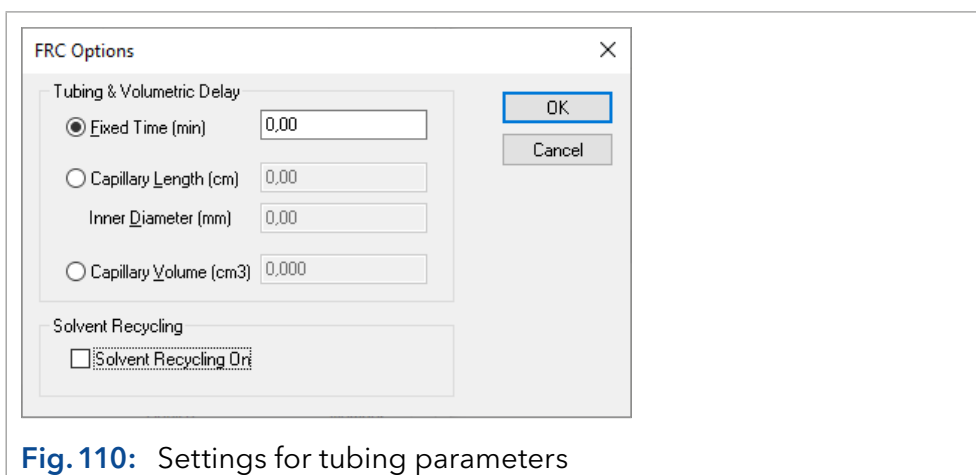 FRC Options
Tubing & Volumetric Delay
Fixed Time (min) 0,00
OK
Cancel
Capillary Length (cm) 0,00
Inner Diameter (mm) 0,00
Capillary Volume (cm3) 0,000
Solvent Recycling
Solvent Recycling On
Fig. 110: Settings for tubing parameters